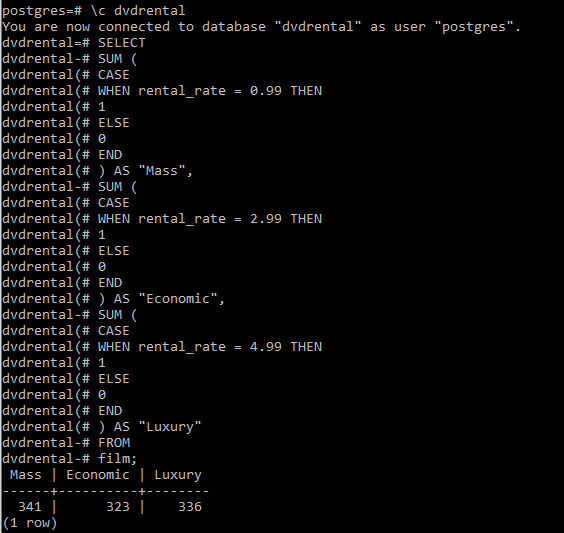 postgres=# \c dvdrental
You are now connected to database "dvdrental" as user "postgres".
dvdrental=# SELECT
dvdrental-# SUM (
dvdrental(# CASE
dvdrental(# WHEN rental_rate = 0.99 THEN
dvdrental(# 1
dvdrental(# ELSE
dvdrental(# 0
dvdrental(# END
dvdrental(# ) AS "Mass",
dvdrental-# SUM (
dvdrental(# CASE
dvdrental(# WHEN rental_rate = 2.99 THEN
dvdrental(# 1
dvdrental(# ELSE
dvdrental(# 0
dvdrental(# END
dvdrental(# ) AS "Economic",
dvdrental-# SUM (
dvdrental(# CASE
dvdrental(# WHEN rental_rate = 4.99 THEN
dvdrental(# 1
dvdrental(# ELSE
dvdrental(# 0
dvdrental(# END
dvdrental(# ) AS "Luxury"
dvdrental-# FROM
dvdrental-# film;
 Mass | Economic | Luxury
------+----------+--------
  341 |      323 |    336
(1 row)